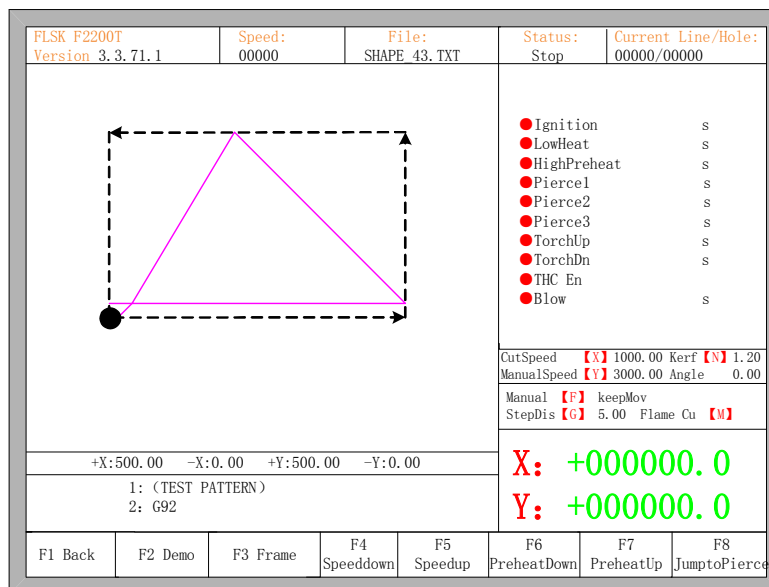 FLSK F2200T Speed: File: Status: Current Line/Hole:
Version 3.3.71.1 00000 SHAPE_43.TXT Stop 00000/00000
Ignition s
LowHeat s
HighPreheat s
Pierce1 s
Pierce2 s
Pierce3 s
TorchUp s
TorchDn s
THC En
Blow s
CutSpeed 【X】 1000.00 Kerf 【N】 1.20
ManualSpeed 【Y】 3000.00 Angle 0.00
Manual 【F】 keepMov
StepDis 【G】 5.00 Flame Cu 【M】
+X:500.00 -X:0.00 +Y:500.00 -Y:0.00
1: (TEST PATTERN)
2: G92
X: +000000.0
Y: +000000.0
F1 Back F2 Demo F3 Frame F4 Speeddown F5 Speedup F6 PreheatDown F7 PreheatUp F8 JumptoPierce